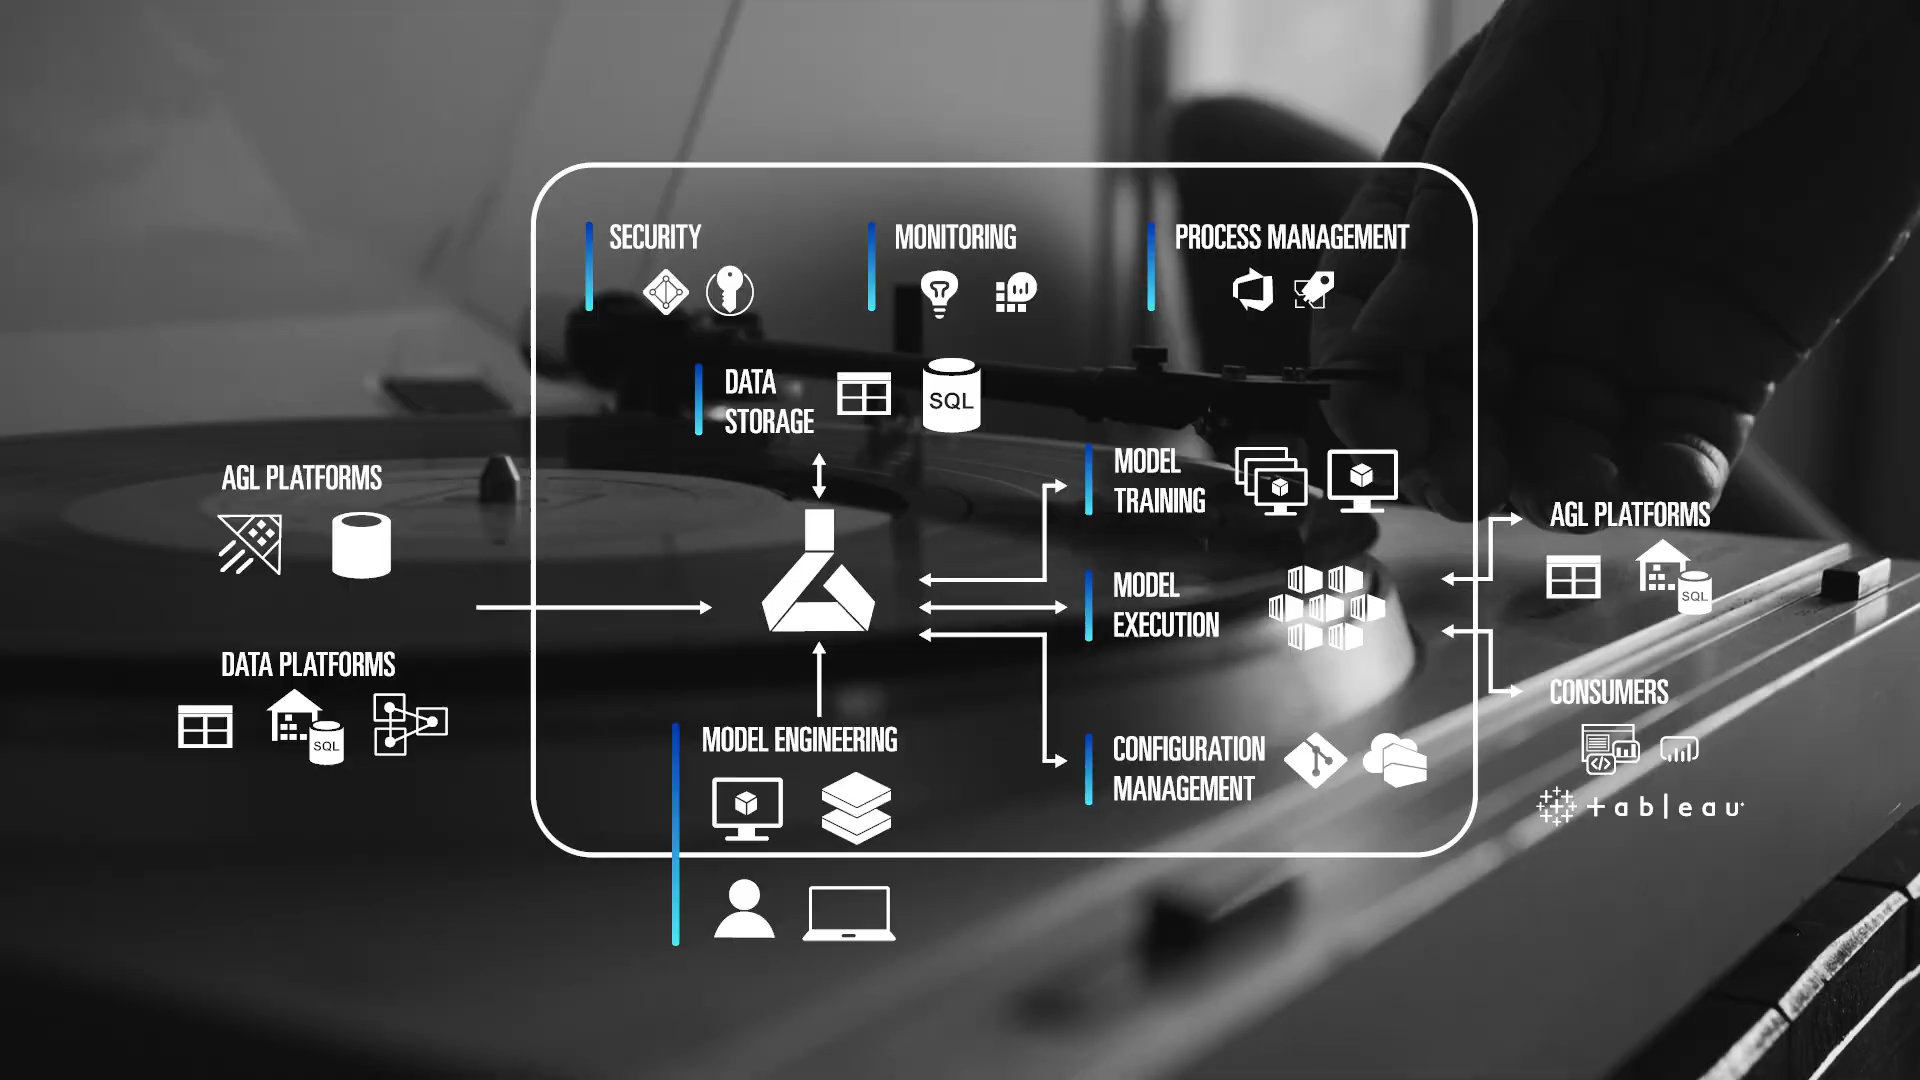 SECURITY
MONITORING
PROCESS MANAGEMENT
DATA
STORAGE
SQL
AGL PLATFORMS
MODEL
TRAINING
AGL PLATFORMS
SQL
MODEL
EXECUTION
DATA PLATFORMS
SQL
MODEL ENGINEERING
CONFIGURATION
MANAGEMENT
CONSUMERS
</>
+ableau